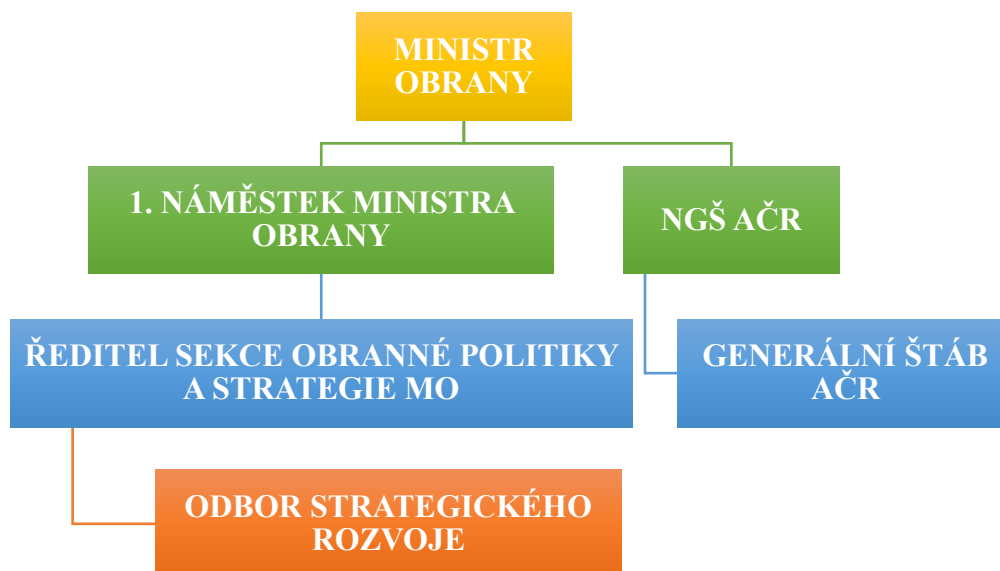 MINISTR
OBRANY
1. NÁMĚSTEK MINISTRA
OBRANY
NGŠ AČR
ŘEDITEL SEKCE OBRANNÉ POLITIKY
A STRATEGIE MO
GENERÁLNÍ ŠTÁB
AČR
ODBOR STRATEGICKÉHO
ROZVOJE